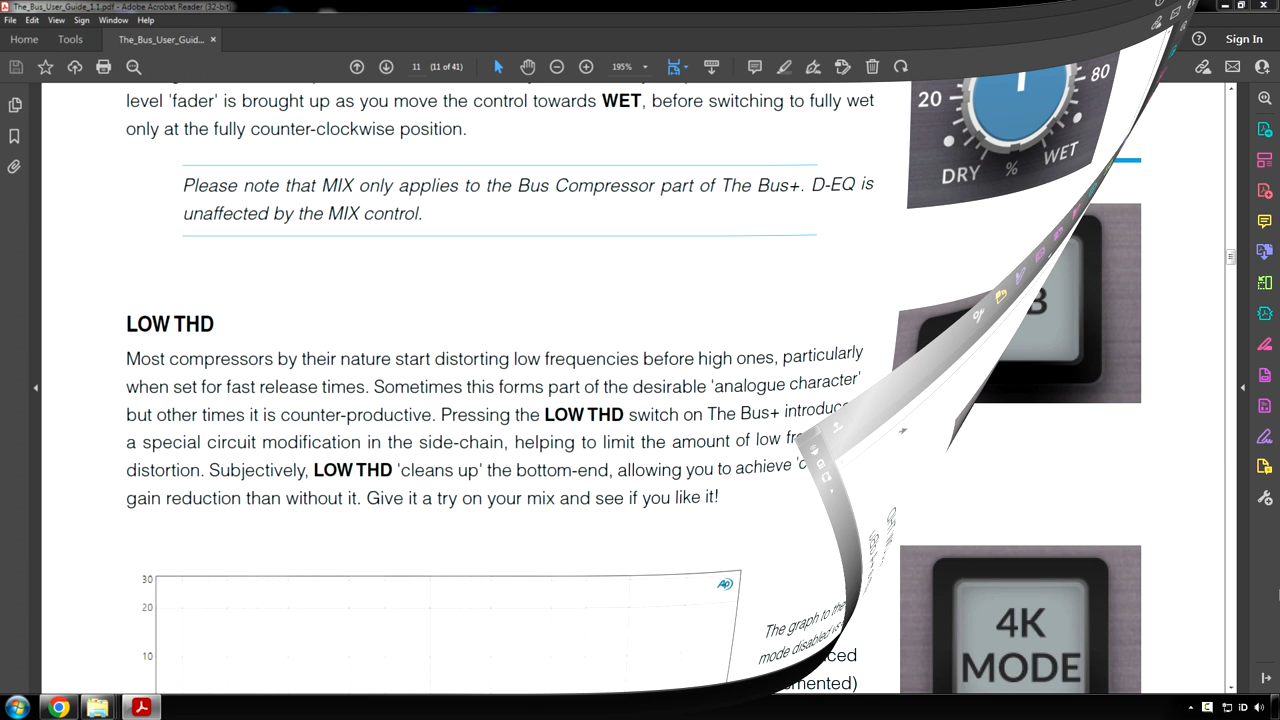 The_Bus_User_Guide_1.1.pdf - Adobe Acrobat Reader (32-bit)
File Edit View Sign Window Help
Home Tools The_Bus_User_Guid... × Sign In
11 (11 of 41) 195%
level 'fader' is brought up as you move the control towards WET, before switching to fully wet
only at the fully counter-clockwise position.
20 80
DRY % WET
Please note that MIX only applies to the Bus Compressor part of The Bus+. D-EQ is
unaffected by the MIX control.
B
LOW THD
Most compressors by their nature start distorting low frequencies before high ones, particularly
when set for fast release times. Sometimes this forms part of the desirable 'analogue character'
but other times it is counter-productive. Pressing the LOW THD switch on The Bus+
a special circuit modification in the side-chain, helping to limit the amount of low
distortion. Subjectively, LOW THD 'cleans up' the bottom-end, allowing you to achieve
gain reduction than without it. Give it a try on your mix and see if you like it!
30
20
10
Ap
The graph to the
mode disabled
4K
MODE
iD